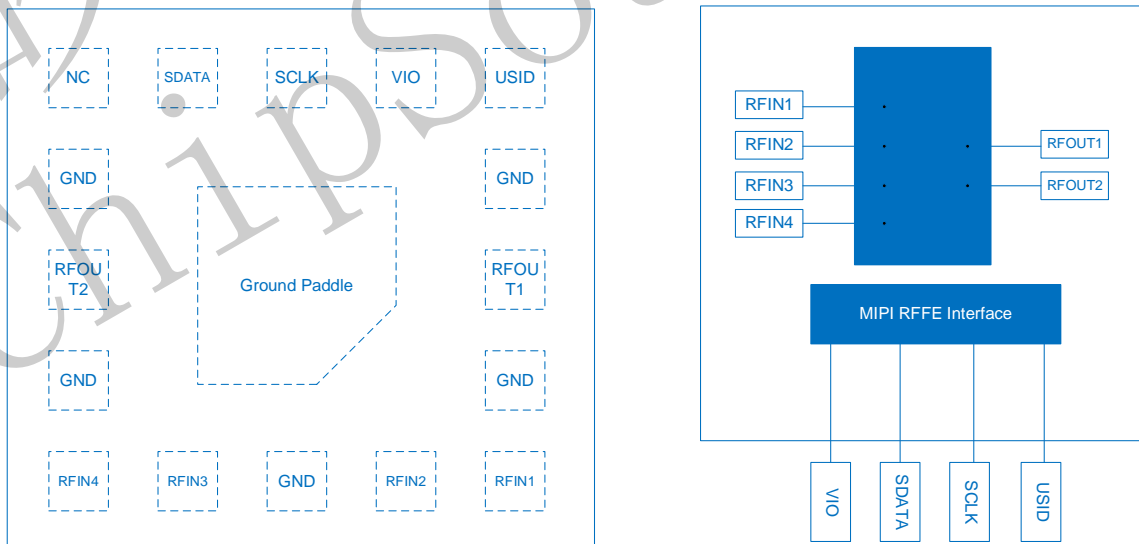 NC
SDATA
SCLK
VIO
USID
GND
GND
RFOU
T2
Ground Paddle
RFOU
T1
GND
GND
RFIN4
RFIN3
GND
RFIN2
RFIN1
RFIN1
RFIN2
RFIN3
RFIN4
RFOUT1
RFOUT2
MIPI RFFE Interface
VIO
SDATA
SCLK
USID